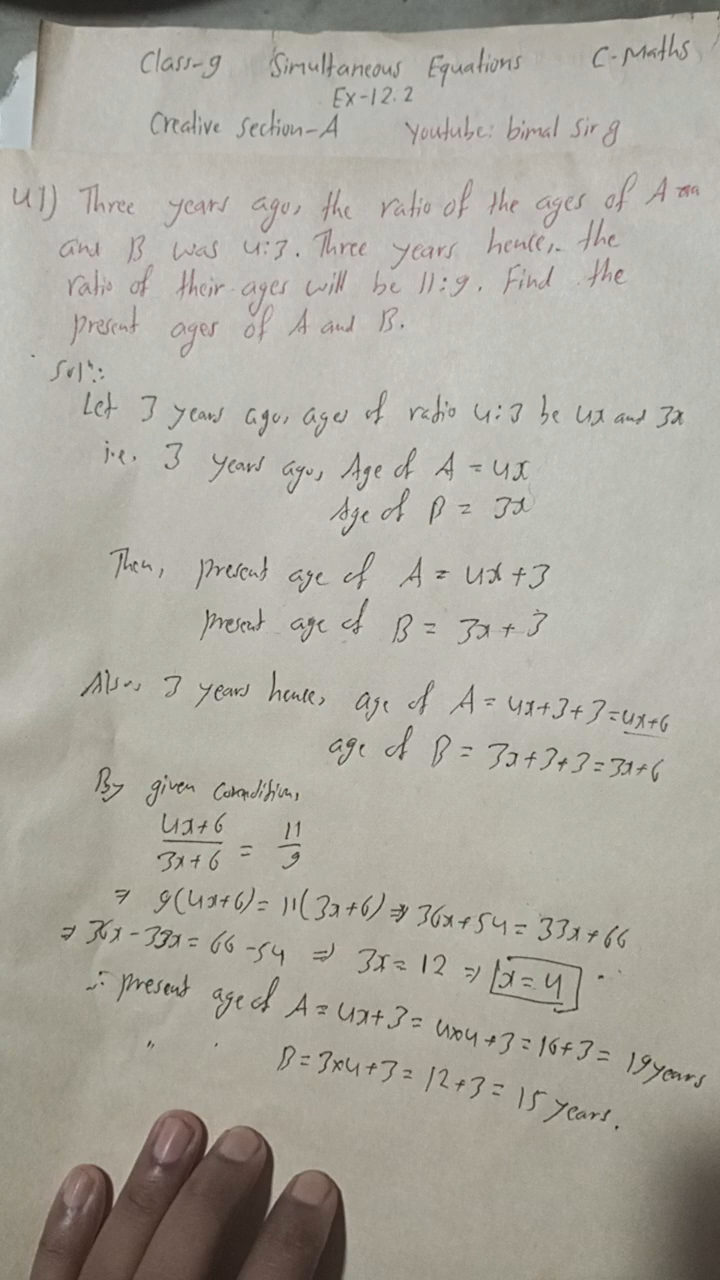 Class-9 Simultaneous Equations C-Maths
Ex-12.2
Creative Section-A Youtube: bimal Sir g
41) Three years ago, the ratio of the ages of A
and B was 4:3. Three years hence, the
ratio of their ages will be 11:9. Find the
present ages of A and B.
Solⁿ:
Let 3 years ago, ages of ratio 4:3 be 4x and 3x
i.e. 3 years ago, Age of A = 4x
Age of B = 3x
Then, present age of A = 4x+3
present age of B = 3x+3
Also, 3 years hence, age of A = 4x+3+3=4x+6
age of B = 3x+3+3=3x+6
By given condition,
4x+6/3x+6 = 11/9
⇒ 9(4x+6)=11(3x+6) ⇒ 36x+54=33x+66
⇒ 36x-33x=66-54 ⇒ 3x=12 ⇒ x=4
∴ present age of A = 4x+3=4×4+3=16+3= 19 years
" B=3×4+3=12+3= 15 years.